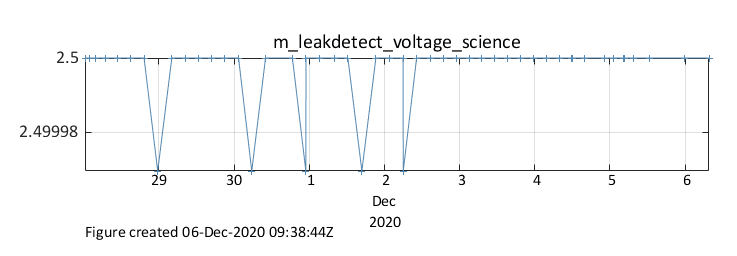 m_leakdetect_voltage_science
2.5
2.49998
29 30 1 2 3 4 5 6
Dec
2020
Figure created 06-Dec-2020 09:38:44Z